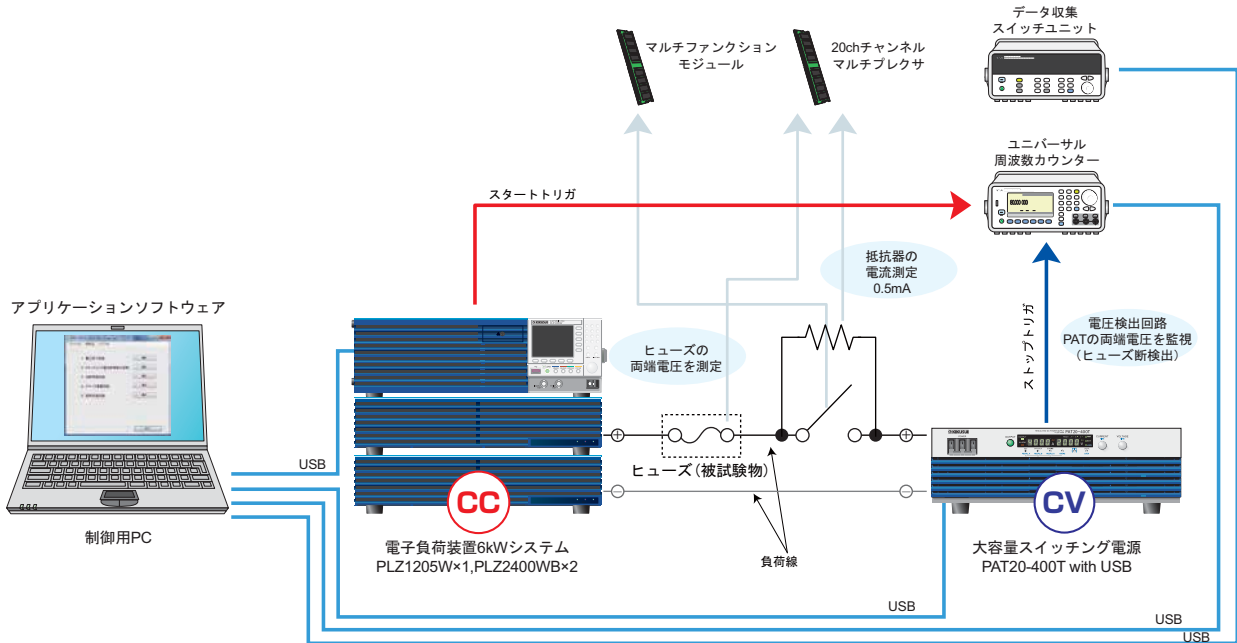 データ収集
スイッチユニット
マルチファンクション
モジュール
20chチャンネル
マルチプレクサ
ユニバーサル
周波数カウンター
スタートトリガ
抵抗器の
電流測定
0.5mA
アプリケーションソフトウェア
ストップトリガ
電圧検出回路
PATの両端電圧を監視
（ヒューズ断検出）
ヒューズの
両端電圧を測定
KIKUSUI
PAT20-400T
USB
ヒューズ（被試験物）
CC
CV
制御用PC
電子負荷装置6kWシステム
PLZ1205W×1,PLZ2400WB×2
負荷線
大容量スイッチング電源
PAT20-400T with USB
USB
USB
USB